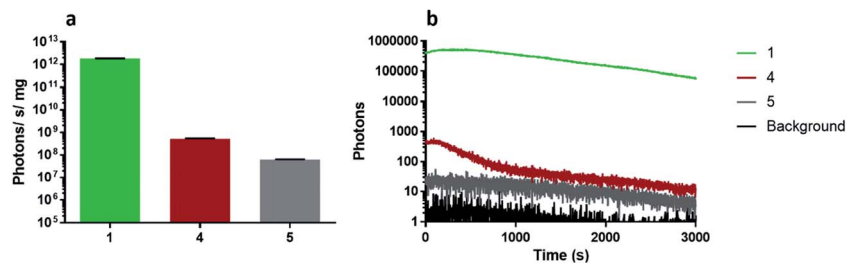 a
10¹³
10¹²
10¹¹
10¹⁰
10⁹
10⁸
10⁷
10⁶
10⁵
Photons/ s/ mg
1 4 5
b
1000000
100000
10000
1000
100
10
1
Photons
0 1000 2000 3000
Time (s)
1
4
5
Background